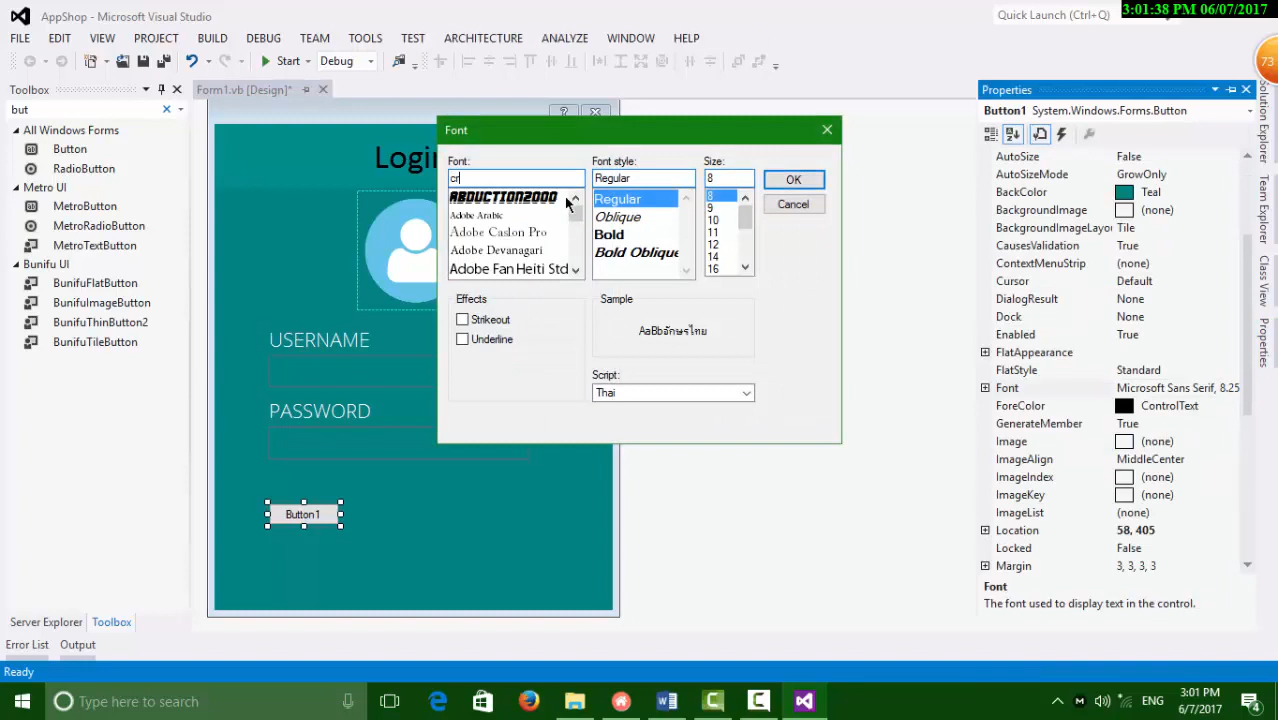 AppShop - Microsoft Visual Studio
Quick Launch (Ctrl+Q)
3:01:38 PM 06/07/2017
FILE EDIT VIEW PROJECT BUILD DEBUG TEAM TOOLS TEST ARCHITECTURE ANALYZE WINDOW HELP
Start Debug
73
Toolbox
Form1.vb [Design]*
Properties
but
Button1 System.Windows.Forms.Button
All Windows Forms
Button
RadioButton
Metro UI
MetroButton
MetroRadioButton
MetroTextButton
Bunifu UI
BunifuFlatButton
BunifuImageButton
BunifuThinButton2
BunifuTileButton
Login
USERNAME
PASSWORD
Button1
Font
Font:
Font style:
Size:
cr
Regular
8
OK
Cancel
Abduction2000
Adobe Arabic
Adobe Caslon Pro
Adobe Devanagari
Adobe Fan Heiti Std
Regular
Oblique
Bold
Bold Oblique
8
9
10
11
12
14
16
Effects
Strikeout
Underline
Sample
AaBbอักษรไทย
Script:
Thai
AutoSize False
GrowOnly
BackColor Teal
BackgroundImage (none)
BackgroundImageLayou Tile
CausesValidation True
ContextMenuStrip (none)
Cursor Default
DialogResult None
Dock None
Enabled True
FlatAppearance
FlatStyle Standard
Font Microsoft Sans Serif, 8.25
ForeColor ControlText
GenerateMember True
Image (none)
ImageAlign MiddleCenter
ImageIndex (none)
ImageKey (none)
ImageList (none)
Location 58, 405
Locked False
Margin 3, 3, 3, 3
Font
The font used to display text in the control.
Solution Explorer
Team Explorer
Class View
Properties
Server Explorer Toolbox
Error List Output
Ready
Type here to search
ENG
3:01 PM
6/7/2017
4